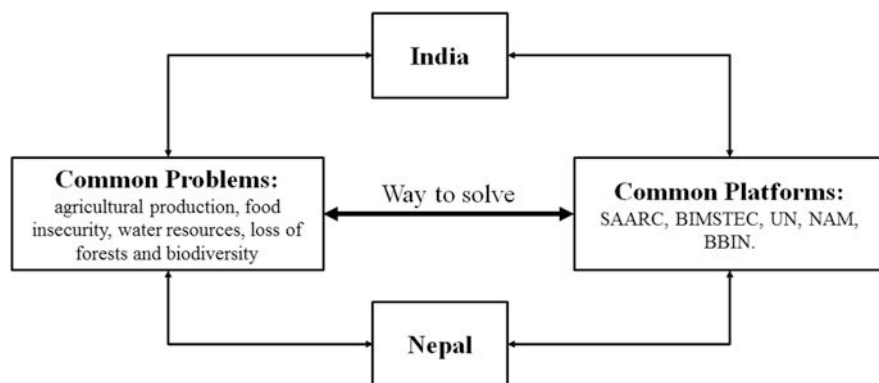 India
Common Problems:
agricultural production, food
insecurity, water resources, loss of
forests and biodiversity
Way to solve
Common Platforms:
SAARC, BIMSTEC, UN, NAM,
BBIN.
Nepal